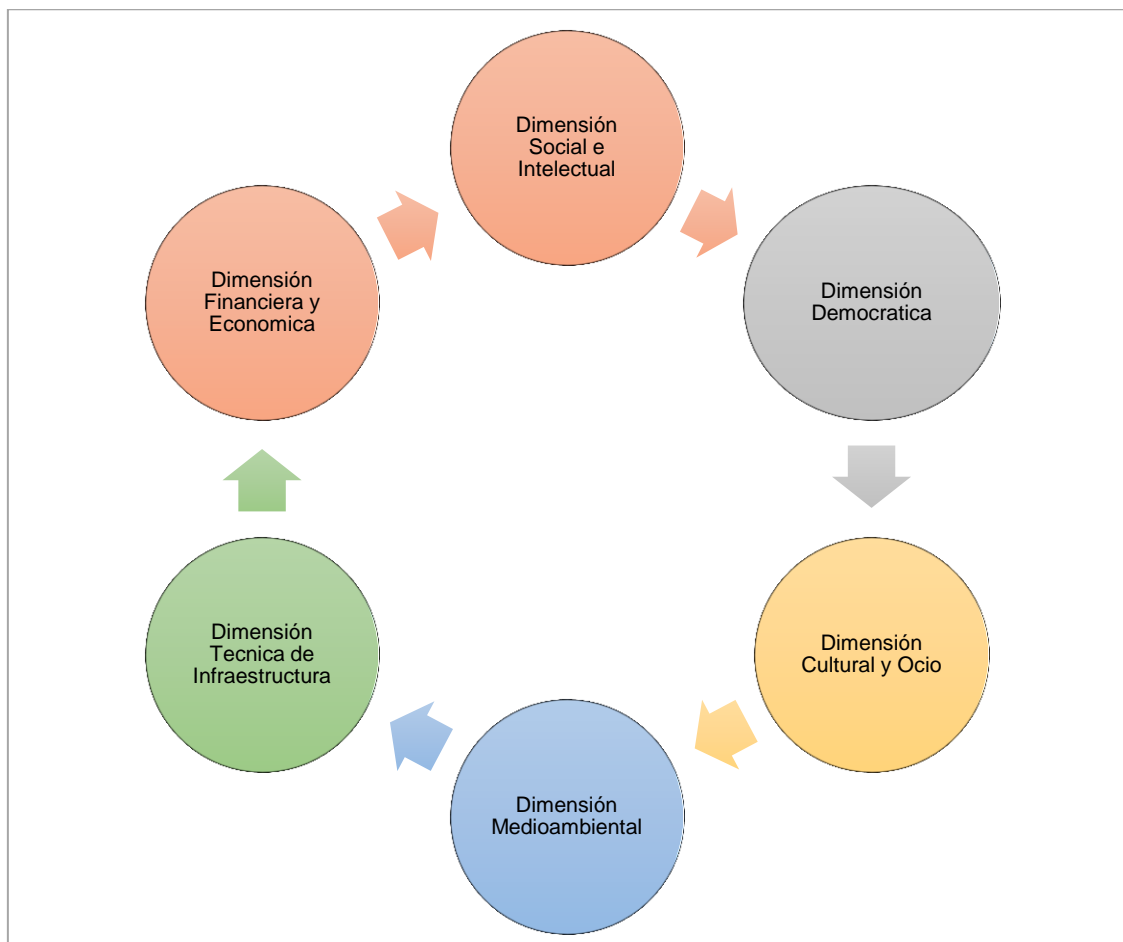 Dimensión
Social e
Intelectual
Dimensión
Democratica
Dimensión
Cultural y Ocio
Dimensión
Medioambiental
Dimensión
Tecnica de
Infraestructura
Dimensión
Financiera y
Economica